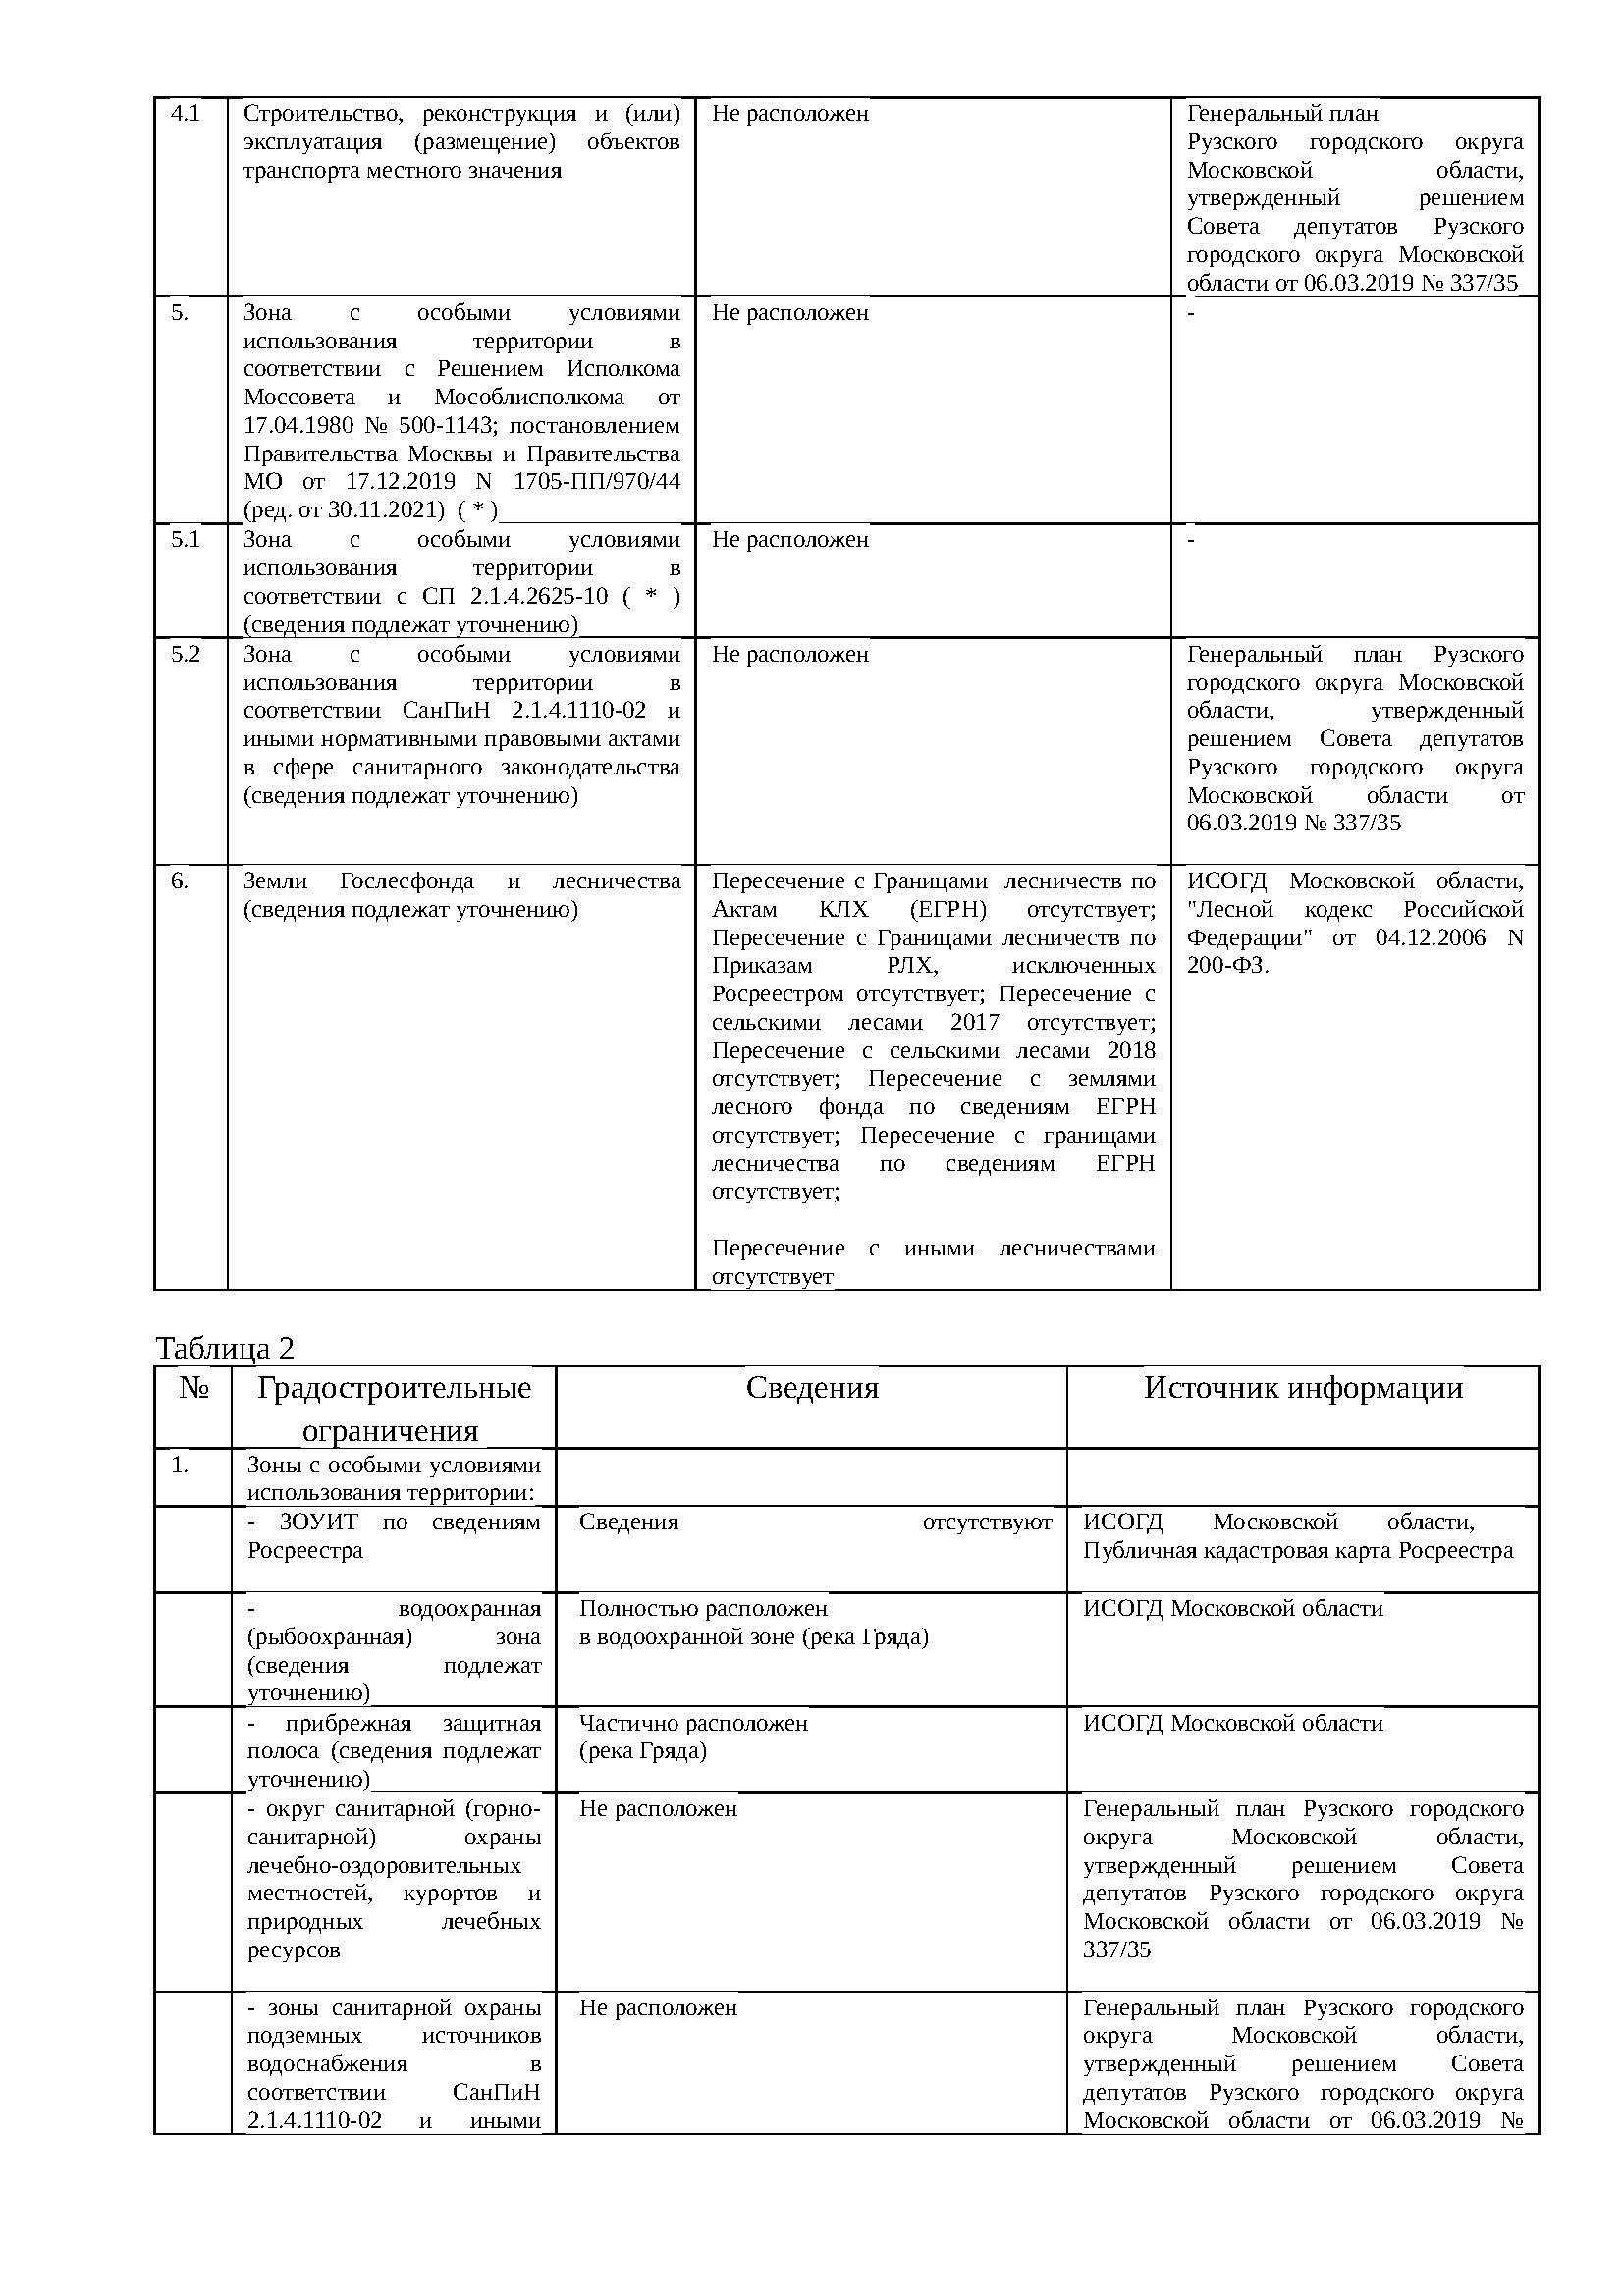 4.1
Строительство, реконструкция и (или)
эксплуатация (размещение) объектов
транспорта местного значения
Не расположен
Генеральный план
Рузского городского округа
Московской области,
утвержденный решением
Совета депутатов Рузского
городского округа Московской
области от 06.03.2019 № 337/35
5.
Зона с особыми условиями
использования территории в
соответствии с Решением Исполкома
Моссовета и Мособлисполкома от
17.04.1980 № 500-1143; постановлением
Правительства Москвы и Правительства
МО от 17.12.2019 N 1705-ПП/970/44
(ред. от 30.11.2021) ( * )
Не расположен
-
5.1
Зона с особыми условиями
использования территории в
соответствии с СП 2.1.4.2625-10 ( * )
(сведения подлежат уточнению)
Не расположен
-
5.2
Зона с особыми условиями
использования территории в
соответствии СанПиН 2.1.4.1110-02 и
иными нормативными правовыми актами
в сфере санитарного законодательства
(сведения подлежат уточнению)
Не расположен
Генеральный план Рузского
городского округа Московской
области, утвержденный
решением Совета депутатов
Рузского городского округа
Московской области от
06.03.2019 № 337/35
6.
Земли Гослесфонда и лесничества
(сведения подлежат уточнению)
Пересечение с Границами лесничеств по
Актам КЛХ (ЕГРН) отсутствует;
Пересечение с Границами лесничеств по
Приказам РЛХ, исключенных
Росреестром отсутствует; Пересечение с
сельскими лесами 2017 отсутствует;
Пересечение с сельскими лесами 2018
отсутствует; Пересечение с землями
лесного фонда по сведениям ЕГРН
отсутствует; Пересечение с границами
лесничества по сведениям ЕГРН
отсутствует;
Пересечение с иными лесничествами
отсутствует
ИСОГД Московской области,
"Лесной кодекс Российской
Федерации" от 04.12.2006 N
200-ФЗ.
Таблица 2
№
Градостроительные
ограничения
Сведения
Источник информации
1.
Зоны с особыми условиями
использования территории:
- ЗОУИТ по сведениям
Росреестра
Сведения отсутствуют
ИСОГД Московской области,
Публичная кадастровая карта Росреестра
- водоохранная
(рыбоохранная) зона
(сведения подлежат
уточнению)
Полностью расположен
в водоохранной зоне (река Гряда)
ИСОГД Московской области
- прибрежная защитная
полоса (сведения подлежат
уточнению)
Частично расположен
(река Гряда)
ИСОГД Московской области
- округ санитарной (горно-
санитарной) охраны
лечебно-оздоровительных
местностей, курортов и
природных лечебных
ресурсов
Не расположен
Генеральный план Рузского городского
округа Московской области,
утвержденный решением Совета
депутатов Рузского городского округа
Московской области от 06.03.2019 №
337/35
- зоны санитарной охраны
подземных источников
водоснабжения в
соответствии СанПиН
2.1.4.1110-02 и иными
Не расположен
Генеральный план Рузского городского
округа Московской области,
утвержденный решением Совета
депутатов Рузского городского округа
Московской области от 06.03.2019 №